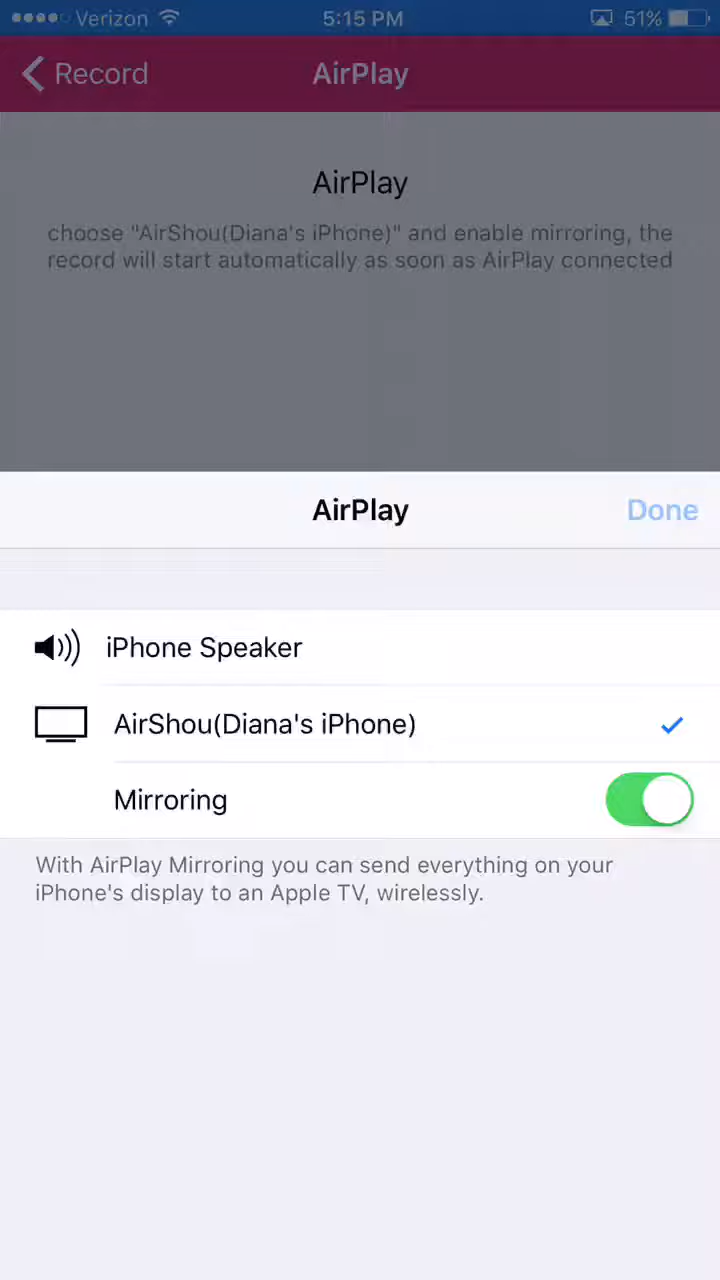 Verizon 5:15 PM 51%
Record AirPlay
AirPlay
choose "AirShou(Diana's iPhone)" and enable mirroring, the
record will start automatically as soon as AirPlay connected
AirPlay Done
iPhone Speaker
AirShou(Diana's iPhone)
Mirroring
With AirPlay Mirroring you can send everything on your
iPhone's display to an Apple TV, wirelessly.